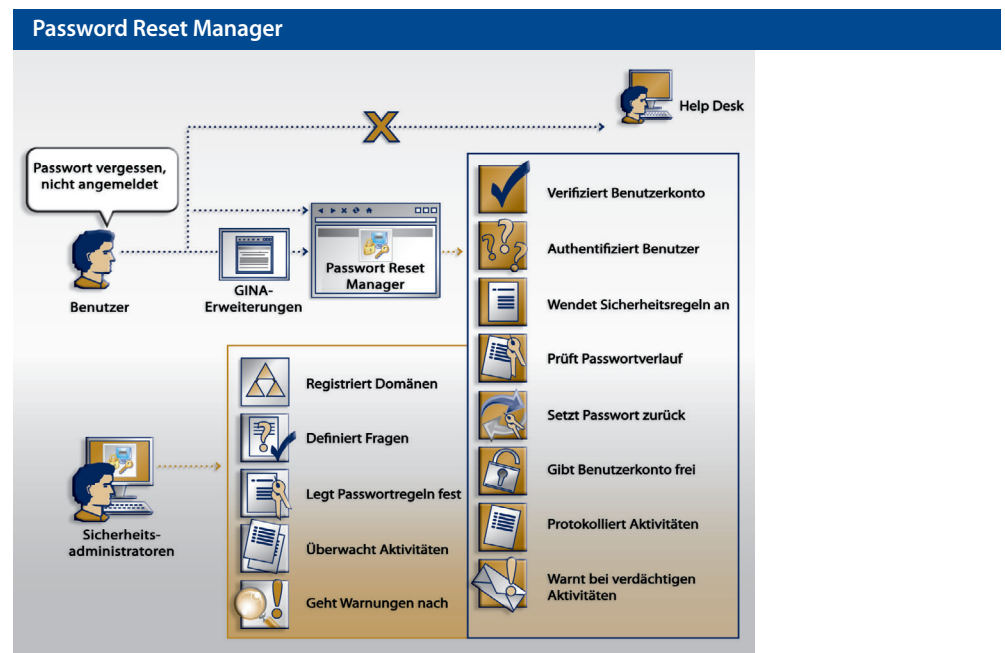 Password Reset Manager
Help Desk
Passwort vergessen,
nicht angemeldet
Benutzer
GINA-
Erweiterungen
Passwort Reset
Manager
Verifiziert Benutzerkonto
Authentifiziert Benutzer
Wendet Sicherheitsregeln an
Prüft Passwortverlauf
Setzt Passwort zurück
Gibt Benutzerkonto frei
Protokolliert Aktivitäten
Warnt bei verdächtigen
Aktivitäten
Sicherheits-
administratoren
Registriert Domänen
Definiert Fragen
Legt Passwortregeln fest
Überwacht Aktivitäten
Geht Warnungen nach